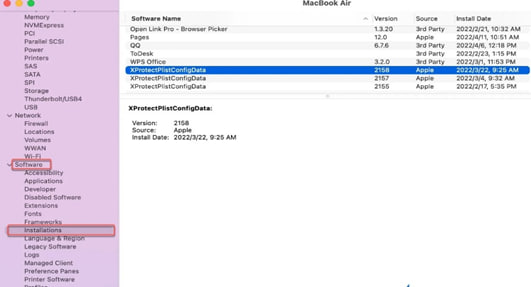 MacBook Air
Memory
NVMExpress
PCI
Parallel SCSI
Power
Printers
SAS
SATA
SPI
Storage
Thunderbolt/USB4
USB
Network
Firewall
Locations
Volumes
WWAN
Wi-Fi
Software
Accessibility
Applications
Developer
Disabled Software
Extensions
Fonts
Frameworks
Installations
Language & Region
Legacy Software
Logs
Managed Client
Preference Panes
Printer Software
Profiles
Software Name Version Source Install Date
Open Link Pro - Browser Picker 1.3.20 3rd Party 2022/2/21, 10:32 AM
Pages 12.0 Apple 2022/4/11, 10:51 AM
QQ 6.7.6 3rd Party 2022/4/6, 12:18 PM
ToDesk 3rd Party 2022/2/23, 1:15 PM
WPS Office 3.2.0 3rd Party 2022/3/1, 11:53 PM
XProtectPlistConfigData 2158 Apple 2022/3/22, 9:25 AM
XProtectPlistConfigData 2157 Apple 2022/3/4, 9:32 AM
XProtectPlistConfigData 2155 Apple 2022/2/17, 5:35 PM
XProtectPlistConfigData:
Version: 2158
Source: Apple
Install Date: 2022/3/22, 9:25 AM